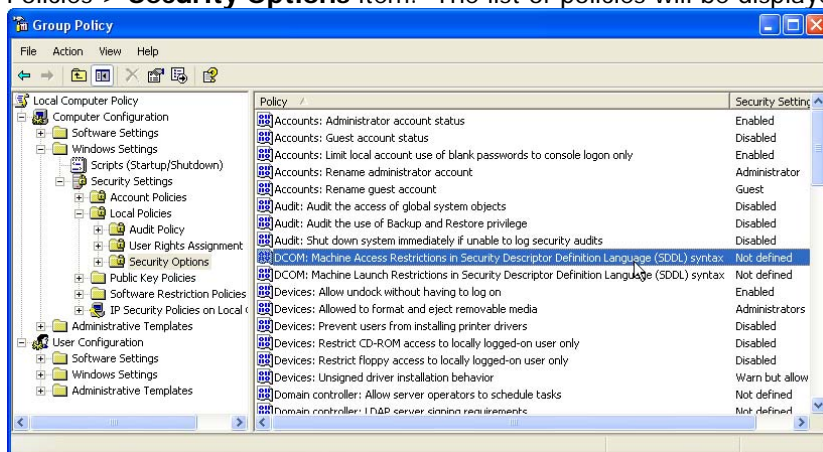 Policies > Security Options item. The list of policies will be displaye
Group Policy
File Action View Help
Local Computer Policy
Computer Configuration
Software Settings
Windows Settings
Scripts (Startup/Shutdown)
Security Settings
Account Policies
Local Policies
Audit Policy
User Rights Assignment
Security Options
Public Key Policies
Software Restriction Policies
IP Security Policies on Local
Administrative Templates
User Configuration
Software Settings
Windows Settings
Administrative Templates
Policy Security Setting
Accounts: Administrator account status Enabled
Accounts: Guest account status Disabled
Accounts: Limit local account use of blank passwords to console logon only Enabled
Accounts: Rename administrator account Administrator
Accounts: Rename guest account Guest
Audit: Audit the access of global system objects Disabled
Audit: Audit the use of Backup and Restore privilege Disabled
Audit: Shut down system immediately if unable to log security audits Disabled
DCOM: Machine Access Restrictions in Security Descriptor Definition Language (SDDL) syntax Not defined
DCOM: Machine Launch Restrictions in Security Descriptor Definition Language (SDDL) syntax Not defined
Devices: Allow undock without having to log on Enabled
Devices: Allowed to format and eject removable media Administrators
Devices: Prevent users from installing printer drivers Disabled
Devices: Restrict CD-ROM access to locally logged-on user only Disabled
Devices: Restrict floppy access to locally logged-on user only Disabled
Devices: Unsigned driver installation behavior Warn but allow
Domain controller: Allow server operators to schedule tasks Not defined
Domain controller: LDAP server signing requirements Not defined